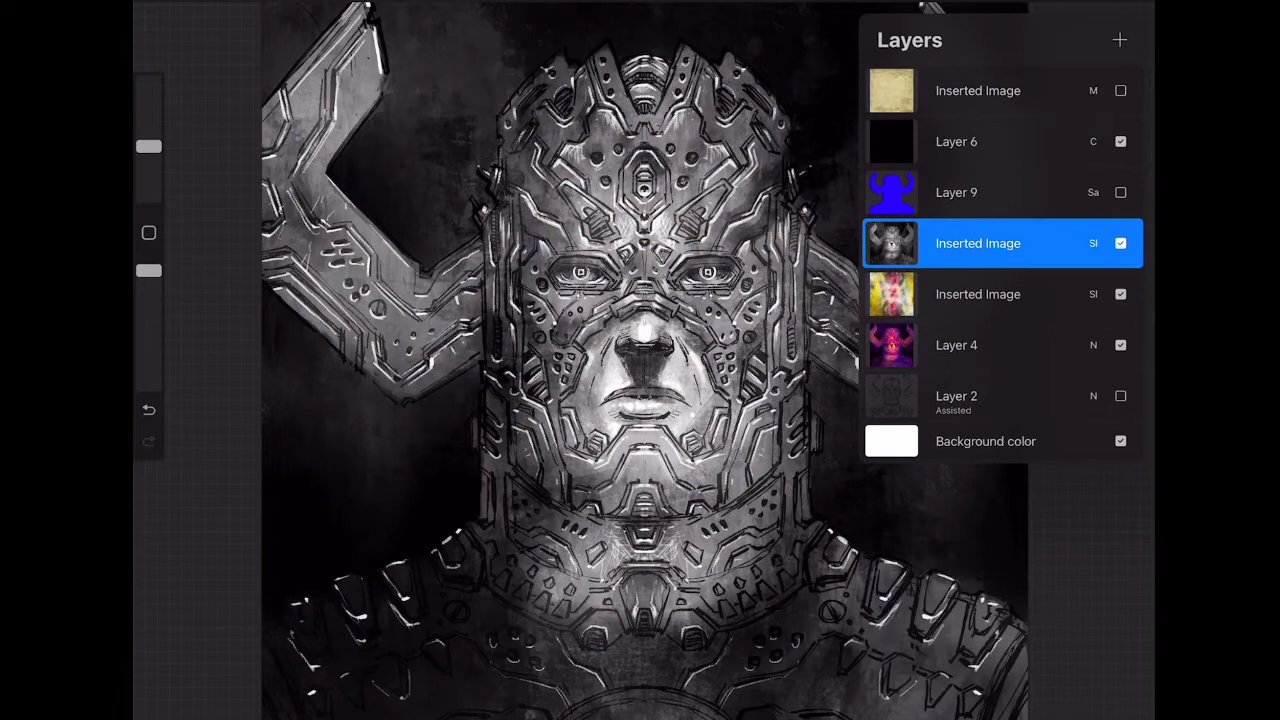 Layers
Inserted Image M
Layer 6 C
Layer 9 Sa
Inserted Image Sl
Inserted Image Sl
Layer 4 N
Layer 2 N
Assisted
Background color